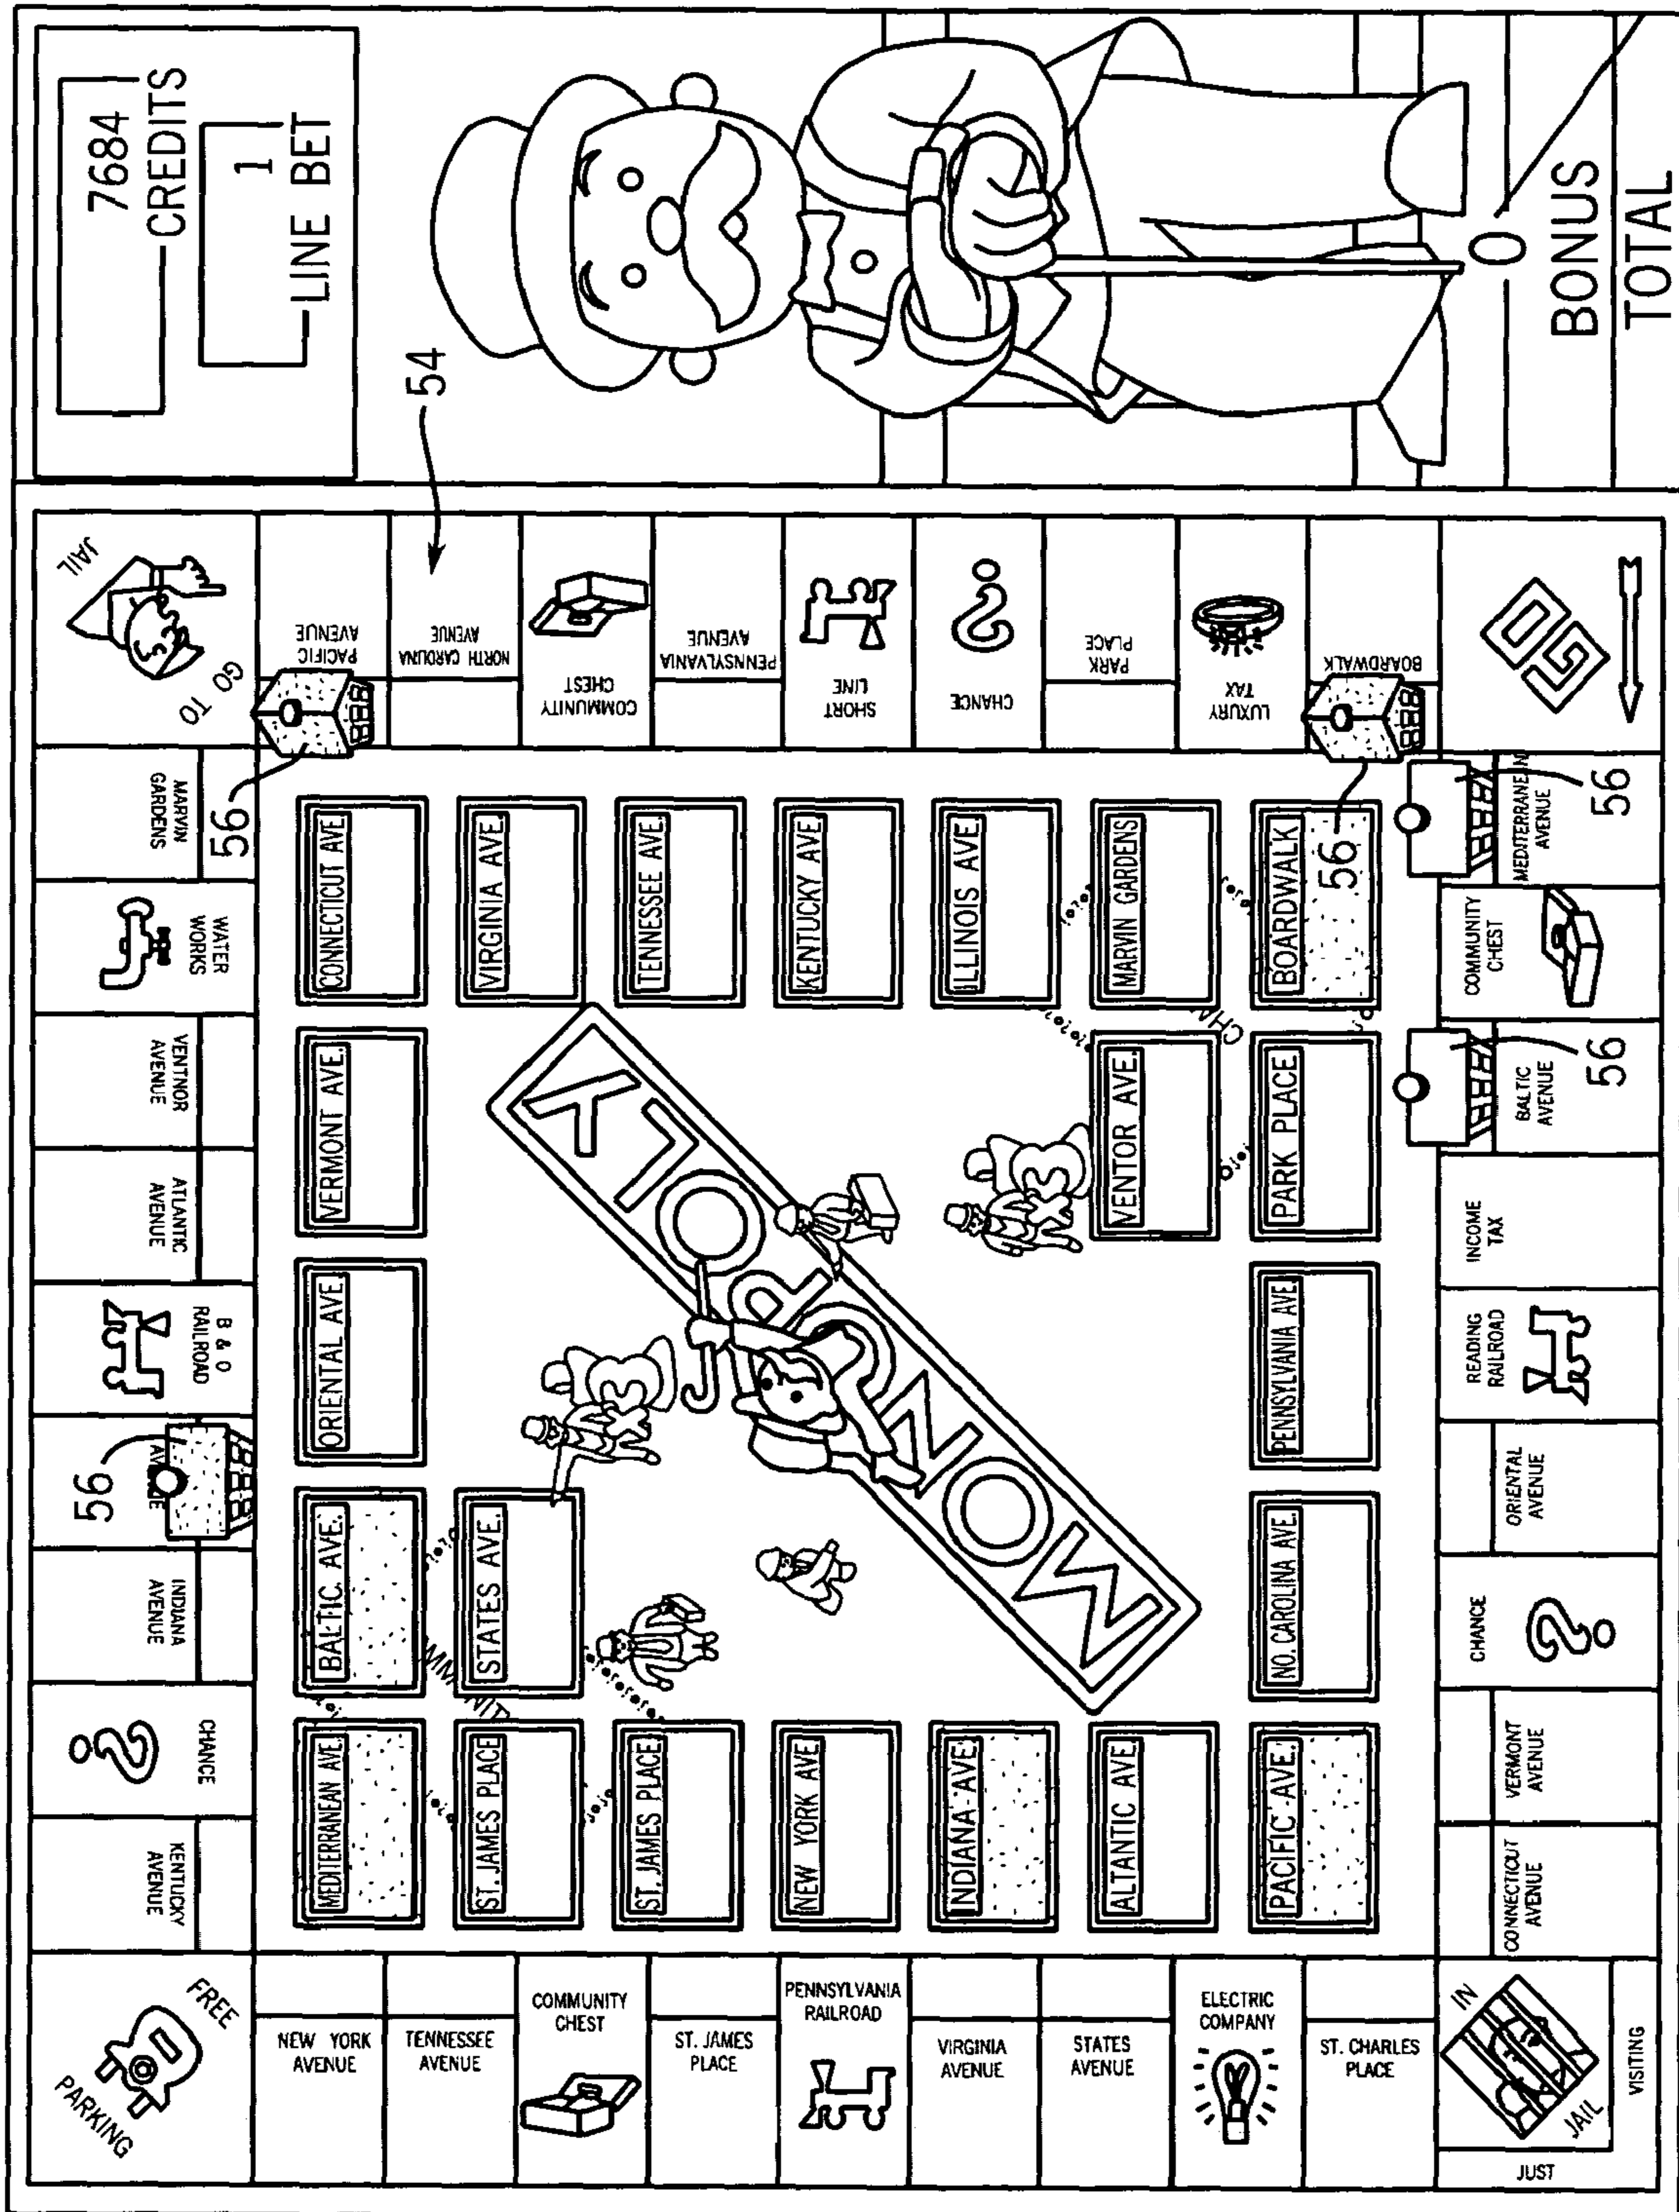 7684
CREDITS
1
LINE BET
54
0
BONUS
TOTAL
FREE
PARKING
KENTUCKY
AVENUE
CHANCE
INDIANA
AVENUE
56
B & O
RAILROAD
ATLANTIC
AVENUE
VENTNOR
AVENUE
WATER
WORKS
MARVIN
GARDENS
56
GO TO
JAIL
PACIFIC
AVENUE
NORTH CAROLINA
AVENUE
COMMUNITY
CHEST
PENNSYLVANIA
AVENUE
SHORT
LINE
CHANCE
PARK
PLACE
LUXURY
TAX
BOARDWALK
56
GO
MEDITERRANEAN
AVENUE
56
COMMUNITY
CHEST
BALTIC
AVENUE
56
INCOME
TAX
READING
RAILROAD
ORIENTAL
AVENUE
CHANCE
VERMONT
AVENUE
CONNECTICUT
AVENUE
IN
JAIL
JUST
VISITING
ST. CHARLES
PLACE
ELECTRIC
COMPANY
STATES
AVENUE
VIRGINIA
AVENUE
PENNSYLVANIA
RAILROAD
ST. JAMES
PLACE
COMMUNITY
CHEST
TENNESSEE
AVENUE
NEW YORK
AVENUE
MEDITERRANEAN AVE.
BALTIC AVE.
ORIENTAL AVE
VERMONT AVE.
CONNECTICUT AVE
ST. JAMES PLACE
STATES AVE.
VIRGINIA AVE.
ST. JAMES PLACE
TENNESSEE AVE.
NEW YORK AVE
KENTUCKY AVE
INDIANA AVE
ILLINOIS AVE.
ALTANTIC AVE.
VENTOR AVE.
MARVIN GARDENS
PACIFIC AVE.
NO. CAROLINA AVE.
PENNSYLVANIA AVE
PARK PLACE
BOARDWALK
MONOPOLY